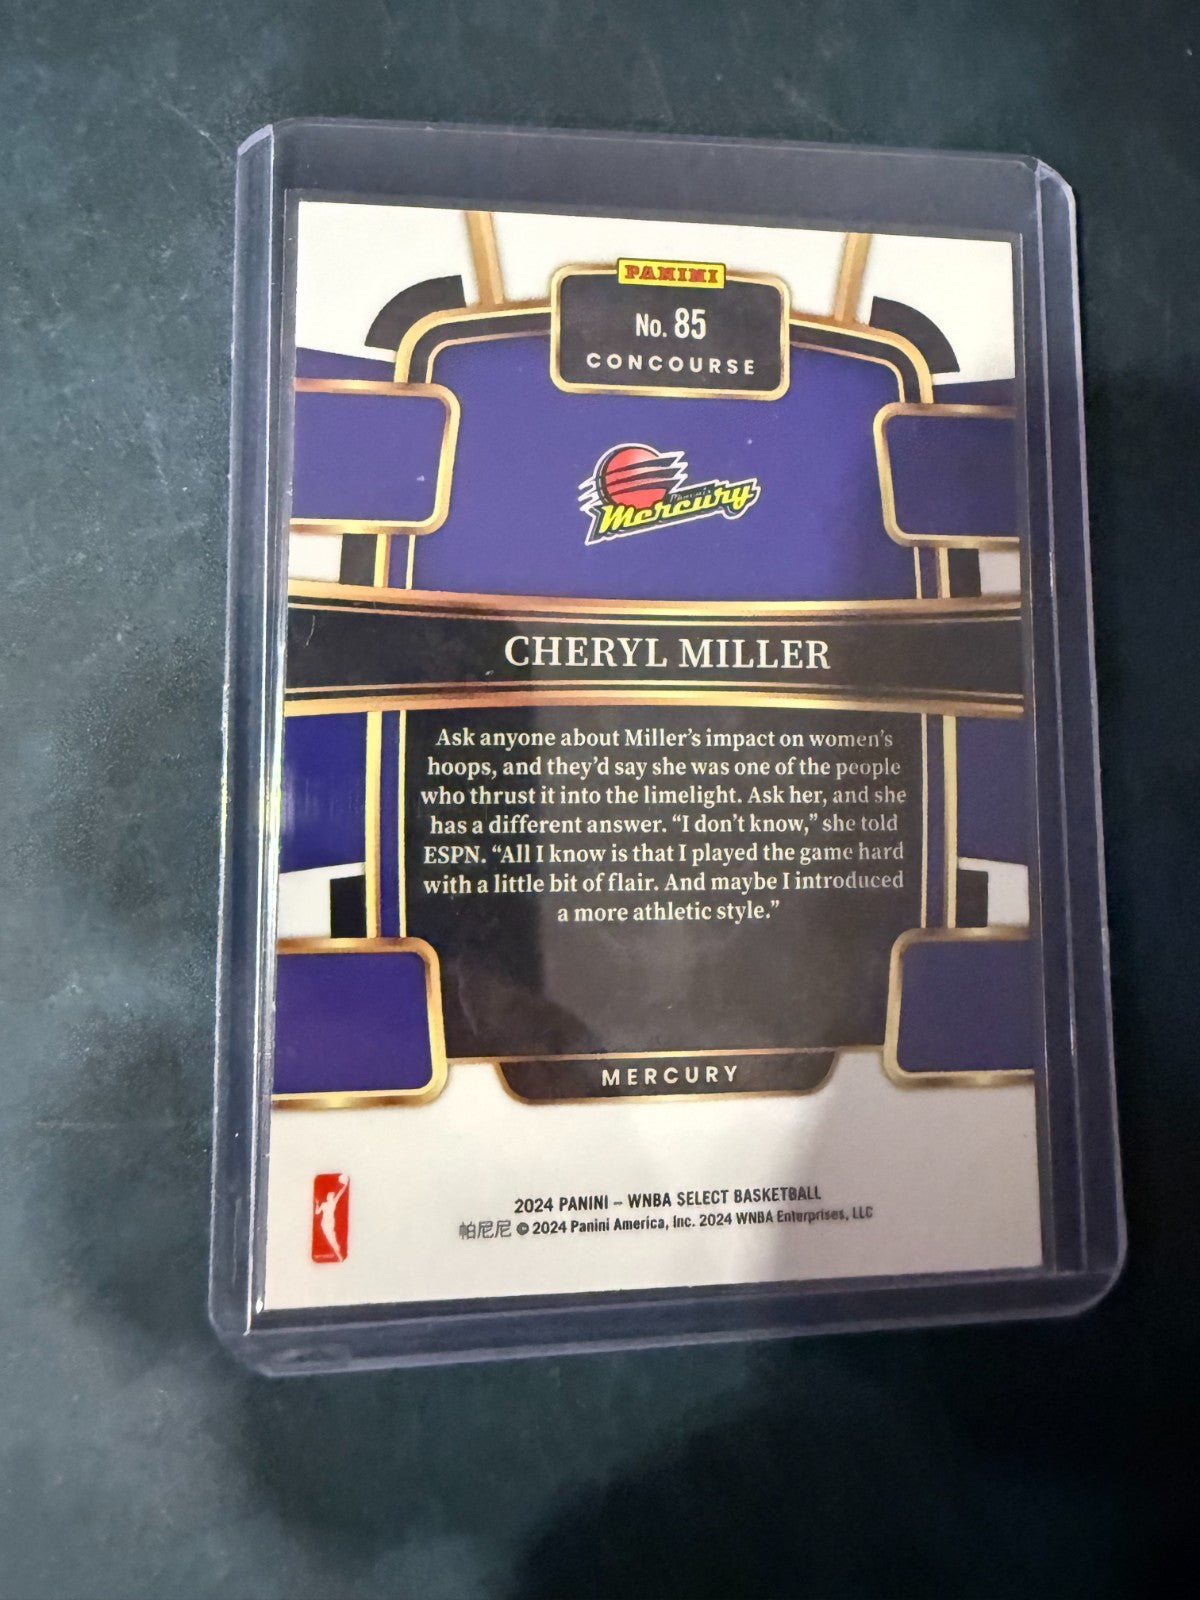 PANINI
No. 85
CONCOURSE
Phoenix
Mercury
CHERYL MILLER
Ask anyone about Miller’s impact on women’s
hoops, and they’d say she was one of the people
who thrust it into the limelight. Ask her, and she
has a different answer. “I don’t know,” she told
ESPN. “All I know is that I played the game hard
with a little bit of flair. And maybe I introduced
a more athletic style.”
MERCURY
2024 PANINI – WNBA SELECT BASKETBALL
帕尼尼 © 2024 Panini America, Inc. 2024 WNBA Enterprises, LLC